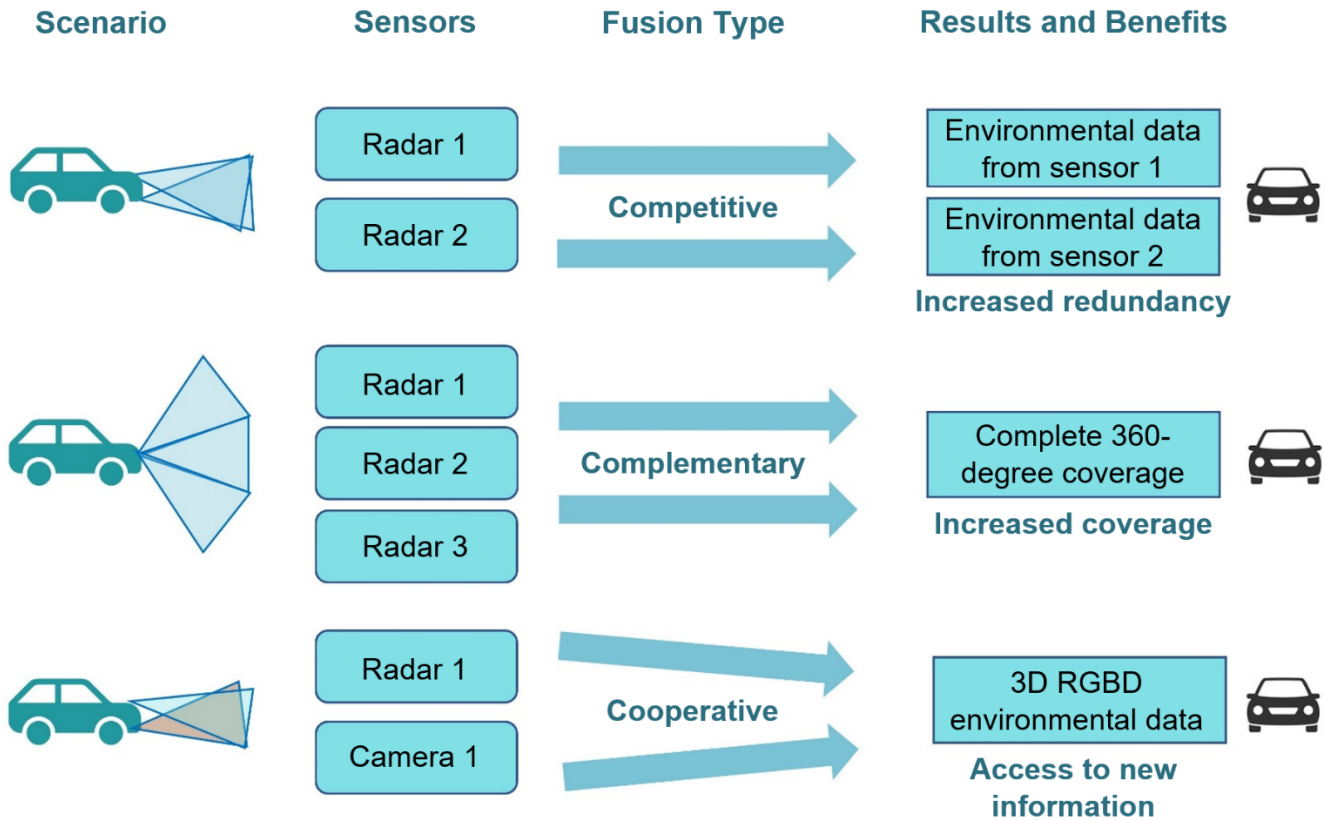 Scenario
Sensors
Fusion Type
Results and Benefits
Radar 1
Radar 2
Competitive
Environmental data
from sensor 1
Environmental data
from sensor 2
Increased redundancy
Radar 1
Radar 2
Radar 3
Complementary
Complete 360-
degree coverage
Increased coverage
Radar 1
Camera 1
Cooperative
3D RGBD
environmental data
Access to new
information